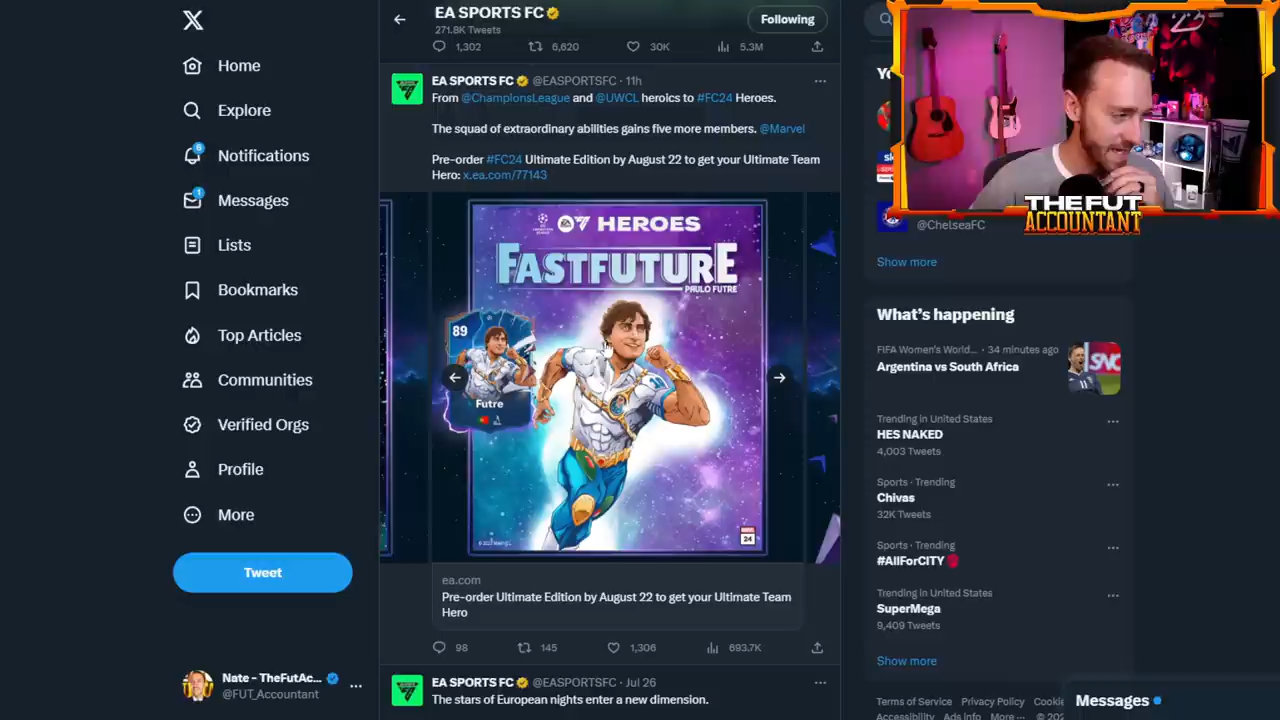 X
Home
Explore
6
Notifications
1
Messages
Lists
Bookmarks
Top Articles
Communities
Verified Orgs
Profile
More
Tweet
Nate - TheFutAc...
@FUT_Accountant
EA SPORTS FC
271.8K Tweets
Following
1,302
6,620
30K
5.3M
EA SPORTS FC @EASPORTSFC · 11h
From @ChampionsLeague and @UWCL heroics to #FC24 Heroes.
The squad of extraordinary abilities gains five more members. @Marvel
Pre-order #FC24 Ultimate Edition by August 22 to get your Ultimate Team
Hero: x.ea.com/77143
HEROES
FASTFUTURE
PAULO FUTRE
89
Futre
24
ea.com
Pre-order Ultimate Edition by August 22 to get your Ultimate Team
Hero
98
145
1,306
693.7K
EA SPORTS FC @EASPORTSFC · Jul 26
The stars of European nights enter a new dimension.
THE FUT
ACCOUNTANT
@ChelseaFC
Show more
What's happening
FIFA Women's World... · 34 minutes ago
Argentina vs South Africa
Trending in United States
HES NAKED
4,003 Tweets
Sports · Trending
Chivas
32K Tweets
Sports · Trending
#AllForCITY
Trending in United States
SuperMega
9,409 Tweets
Show more
Terms of Service Privacy Policy Cookie
Accessibility Ads info More ...
Messages